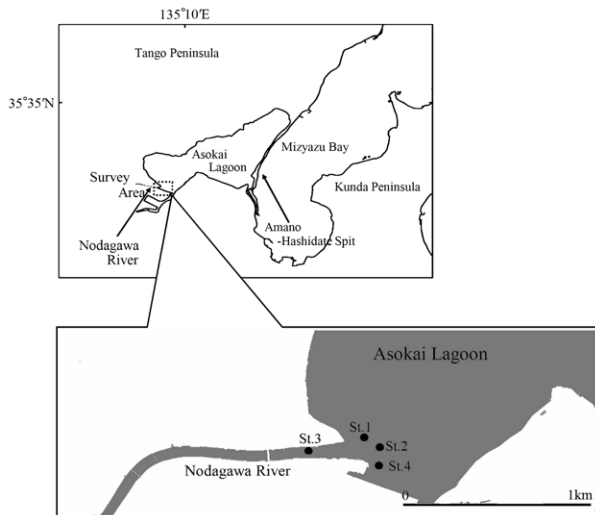 135°10'E
Tango Peninsula
35°35'N
Asokai
Lagoon
Mizyazu Bay
Survey
Area
Kunda Peninsula
Nodagawa
River
Amano
-Hashidate Spit
Asokai Lagoon
St.1
St.2
St.3
St.4
Nodagawa River
0
1km